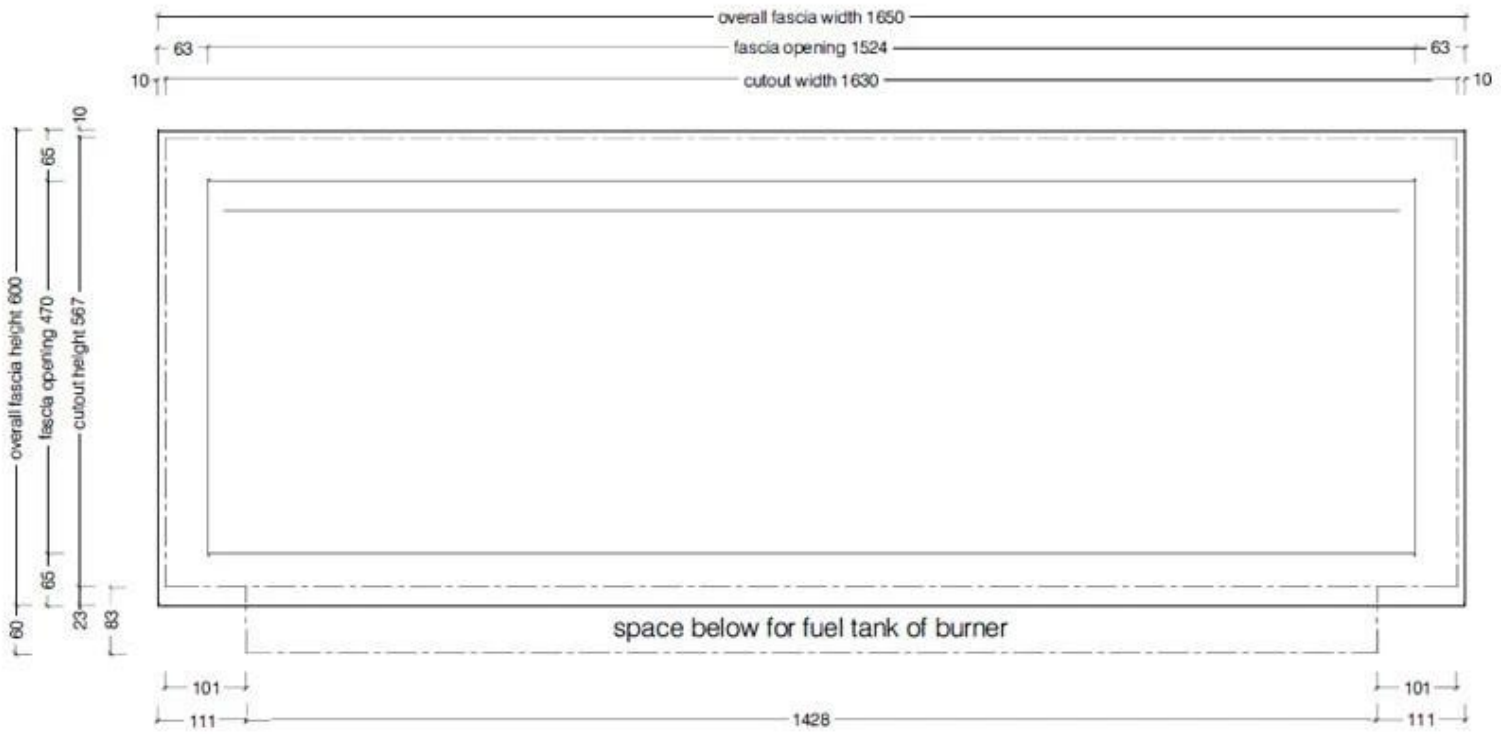 overall fascia width 1650
63
fascia opening 1524
63
10
cutout width 1630
10
10
65
overall fascia height 600
fascia opening 470
cutout height 567
65
60
23
83
space below for fuel tank of burner
101
101
111
1428
111